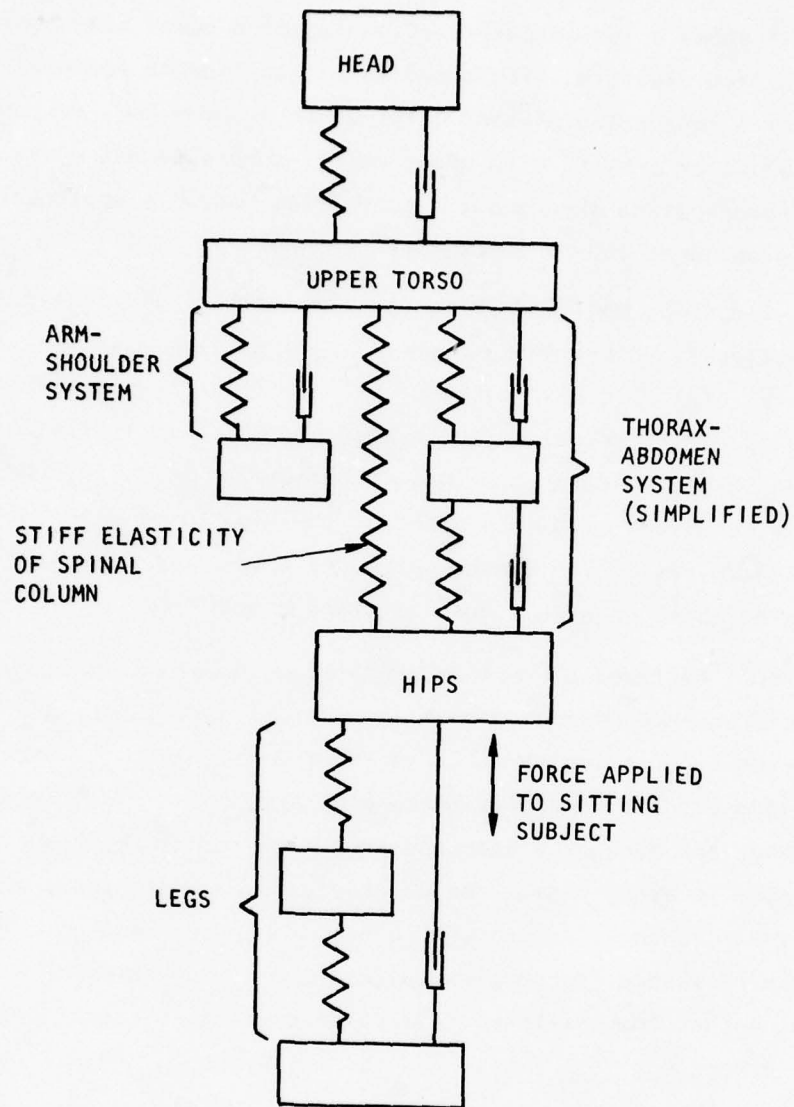 HEAD
UPPER TORSO
ARM-
SHOULDER
SYSTEM
THORAX-
ABDOMEN
SYSTEM
(SIMPLIFIED)
STIFF ELASTICITY
OF SPINAL
COLUMN
HIPS
FORCE APPLIED
TO SITTING
SUBJECT
LEGS